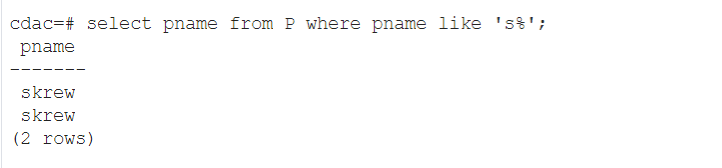 cdac=# select pname from P where pname like 's%';
pname
-------
skrew
skrew
(2 rows)